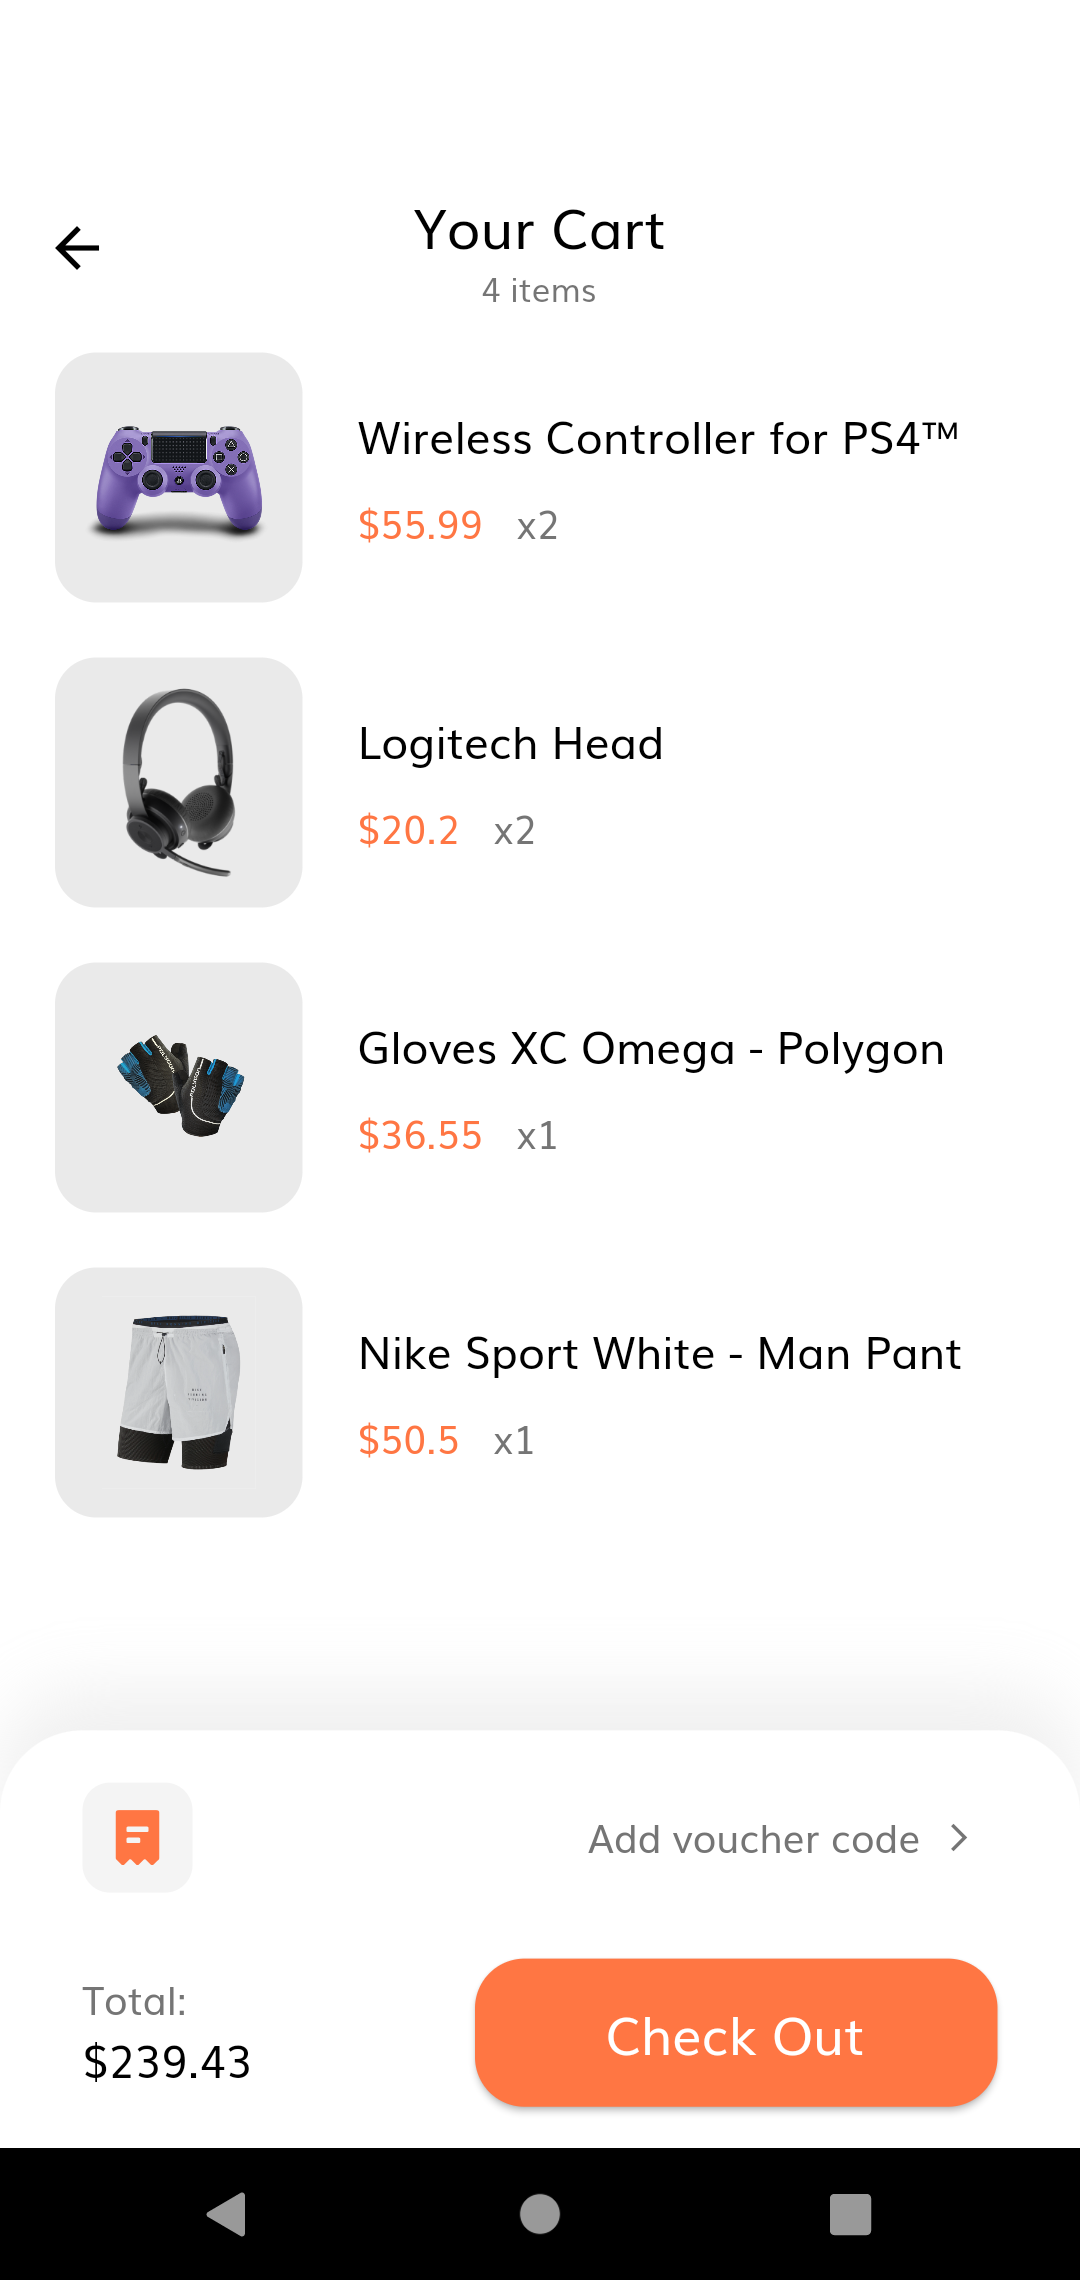 Your Cart
4 items
Wireless Controller for PS4™
$55.99 x2
Logitech Head
$20.2 x2
Gloves XC Omega - Polygon
$36.55 x1
Nike Sport White - Man Pant
$50.5 x1
Add voucher code
Total:
$239.43
Check Out